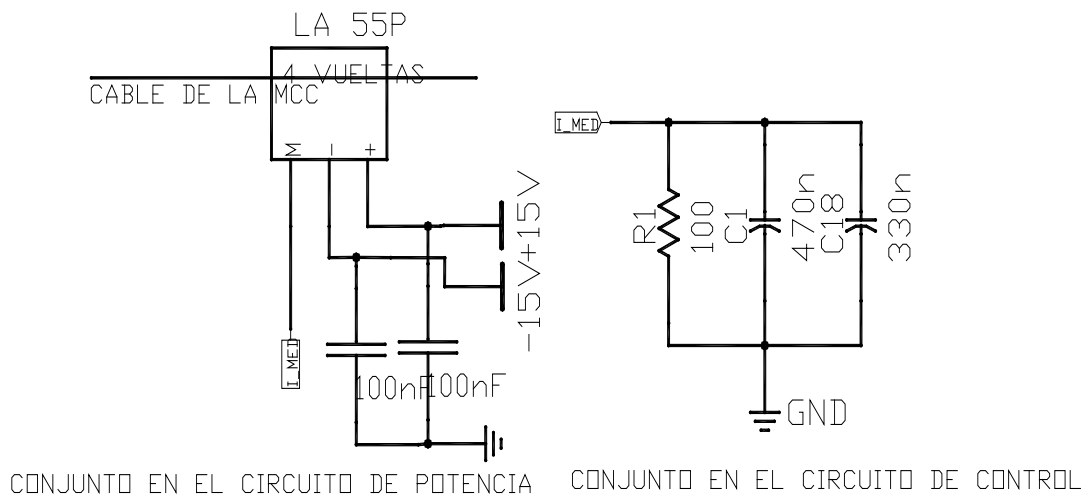 LA 55P
4 VUELTAS
CABLE DE LA MCC
M
-
+
-15V+15V
I_MED
100nF
100nF
CONJUNTO EN EL CIRCUITO DE POTENCIA
I_MED
R1
100
C1
470n
C18
330n
GND
CONJUNTO EN EL CIRCUITO DE CONTROL